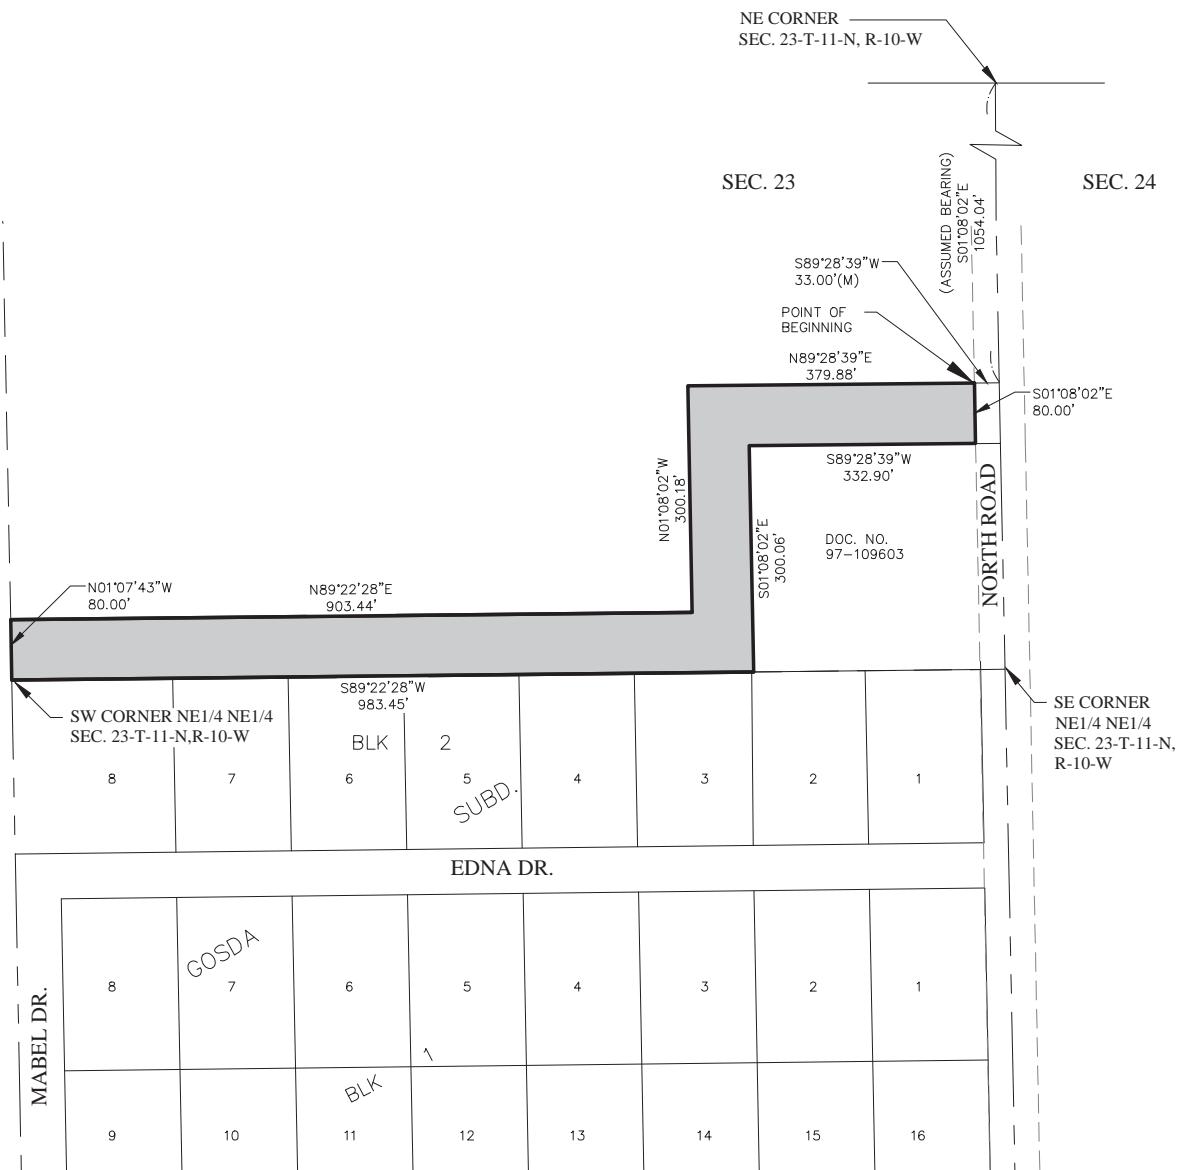 NE CORNER
SEC. 23-T-11-N, R-10-W
SEC. 23
SEC. 24
(ASSUMED BEARING)
S01°08'02"E
1054.04'
S89°28'39"W
33.00'(M)
POINT OF
BEGINNING
N89°28'39"E
379.88'
S01°08'02"E
80.00'
S89°28'39"W
332.90'
N01°08'02"W
300.18'
S01°08'02"E
300.06'
DOC. NO.
97-109603
NORTH ROAD
N01°07'43"W
80.00'
N89°22'28"E
903.44'
S89°22'28"W
983.45'
SW CORNER NE1/4 NE1/4
SEC. 23-T-11-N,R-10-W
SE CORNER
NE1/4 NE1/4
SEC. 23-T-11-N,
R-10-W
BLK 2
8 7 6 5 4 3 2 1
SUBD.
EDNA DR.
GOSDA
8 7 6 5 4 3 2 1
MABEL DR.
1
BLK
9 10 11 12 13 14 15 16